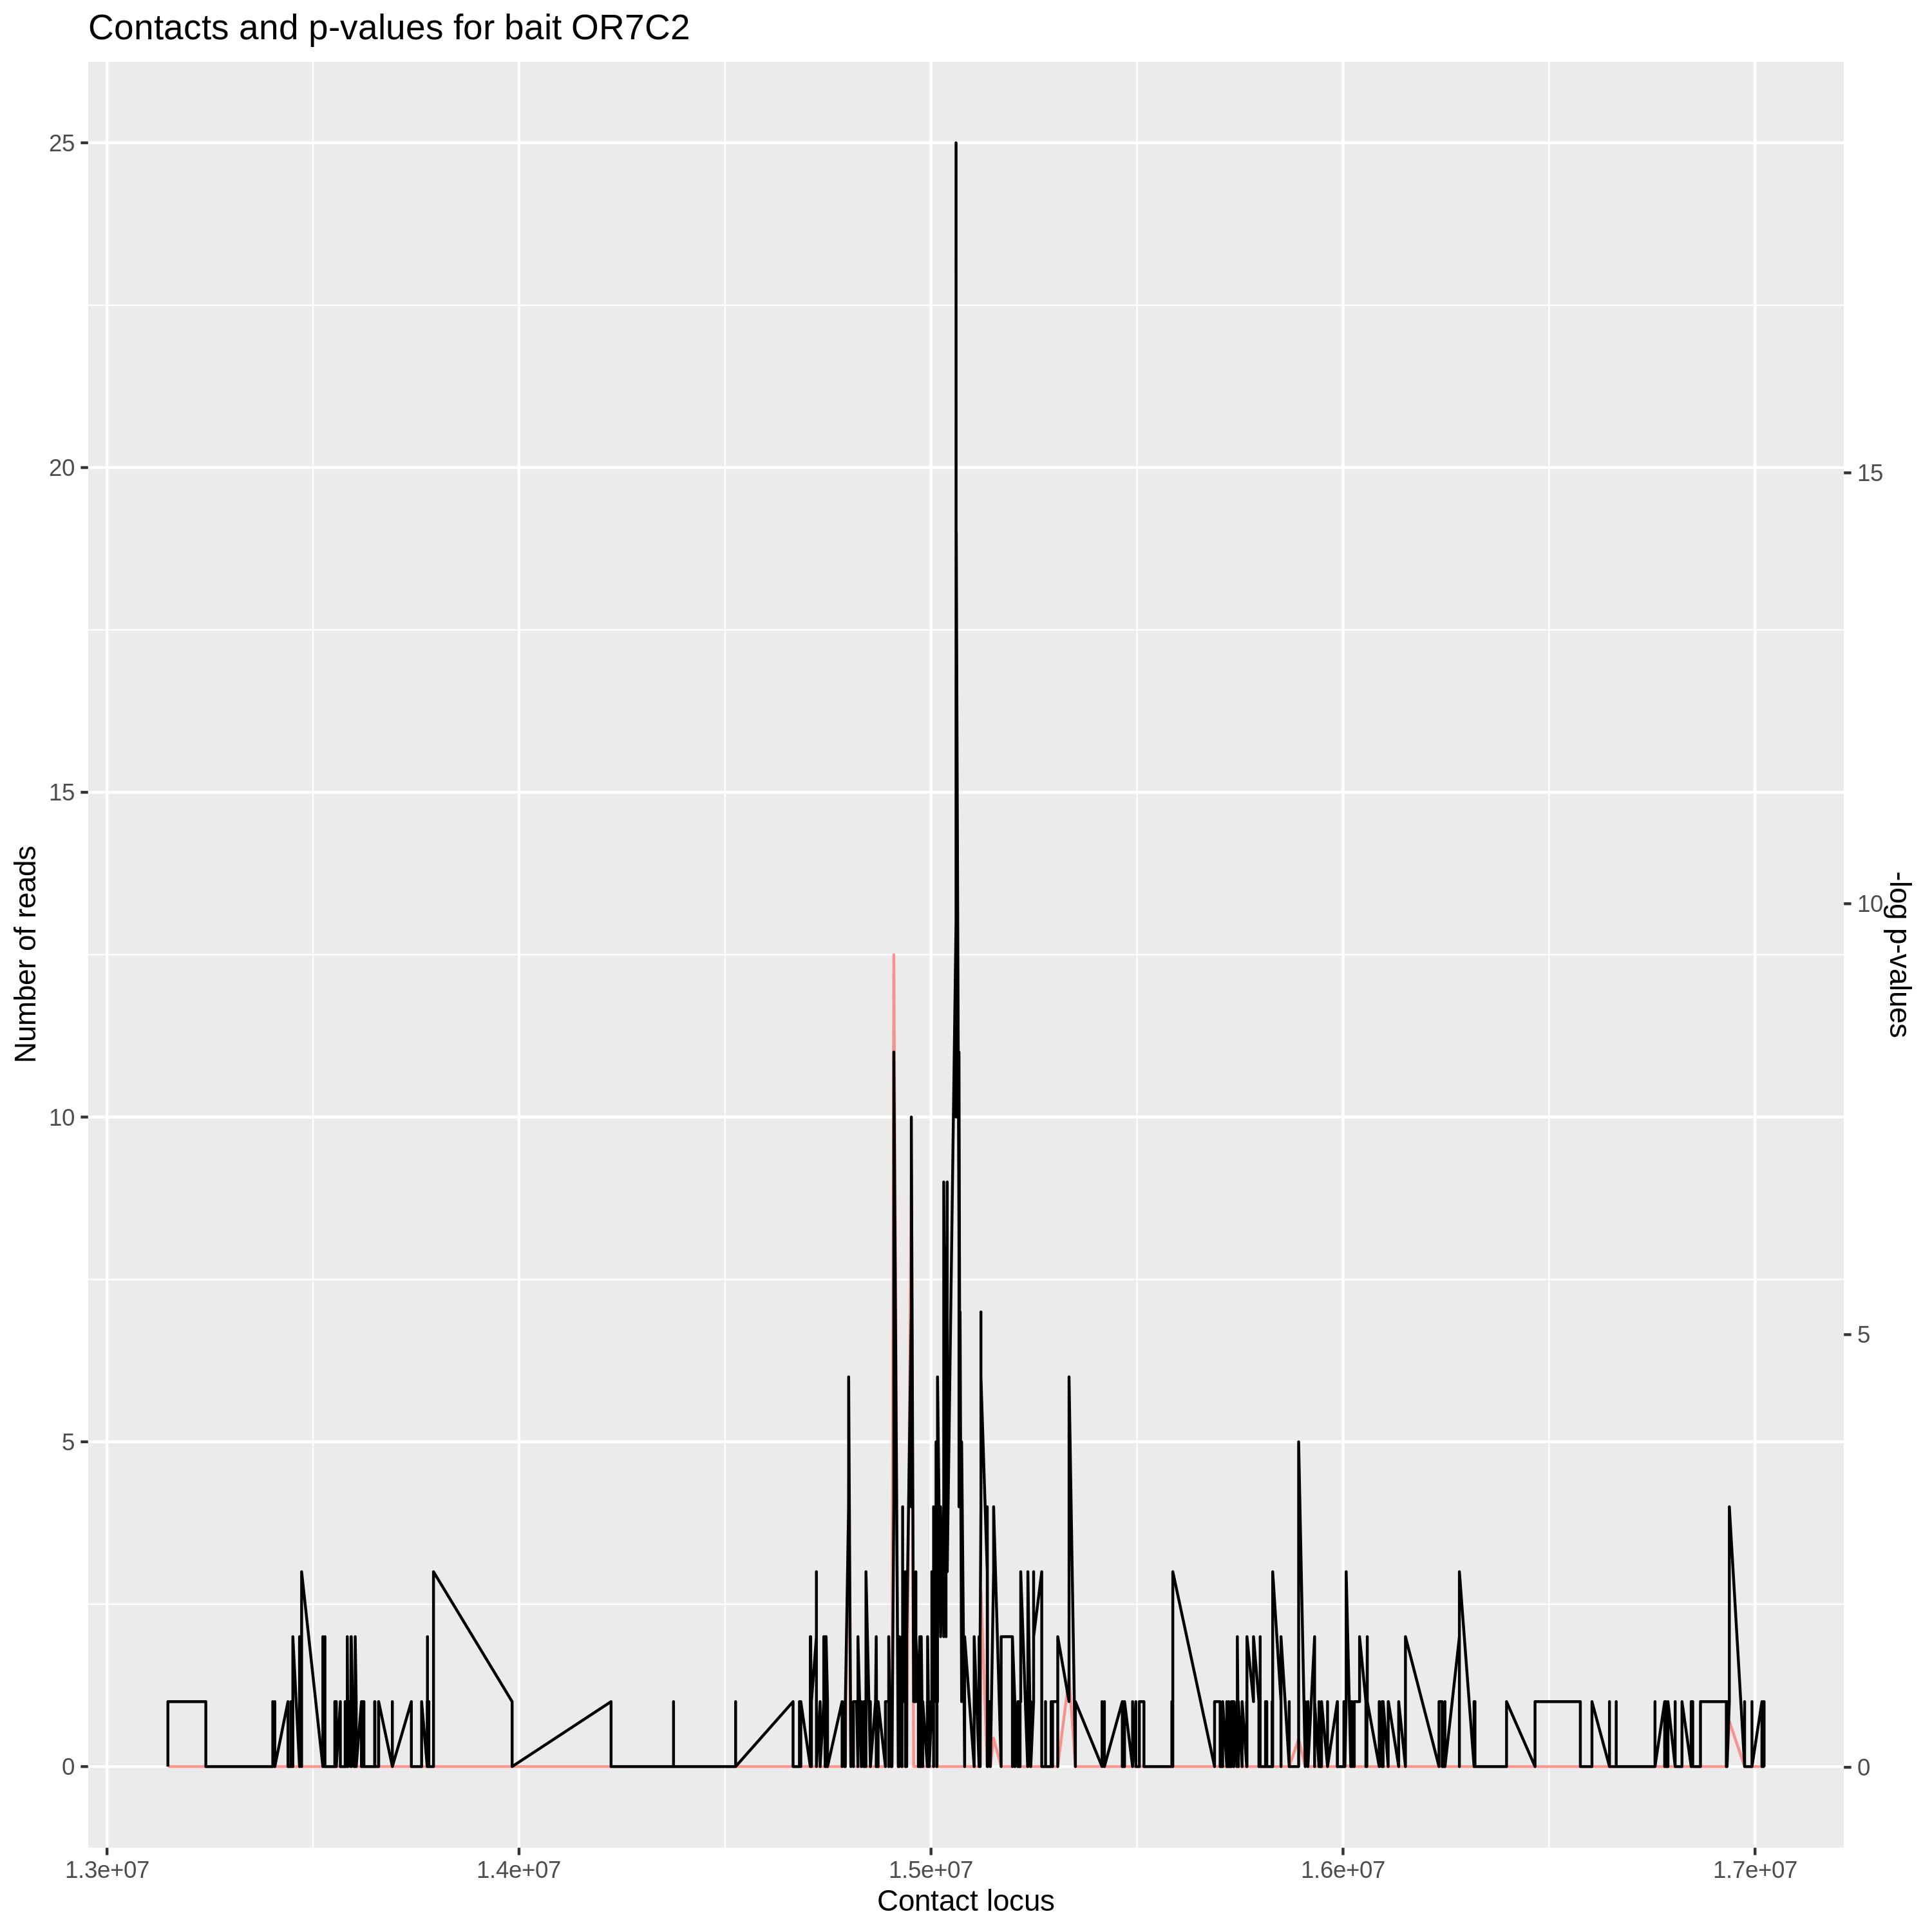 Contacts and p-values for bait OR7C2
25
20
15
10
5
0
Number of reads
15
10
5
0
-log p-values
1.3e+07
1.4e+07
1.5e+07
1.6e+07
1.7e+07
Contact locus